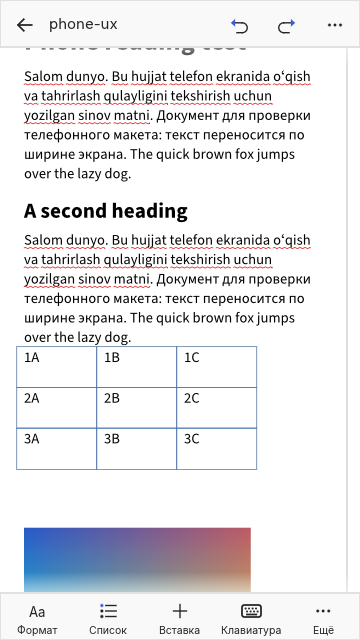 phone-ux
Phone reading test
Salom dunyo. Bu hujjat telefon ekranida oʻqish
va tahrirlash qulayligini tekshirish uchun
yozilgan sinov matni. Документ для проверки
телефонного макета: текст переносится по
ширине экрана. The quick brown fox jumps
over the lazy dog.
A second heading
Salom dunyo. Bu hujjat telefon ekranida oʻqish
va tahrirlash qulayligini tekshirish uchun
yozilgan sinov matni. Документ для проверки
телефонного макета: текст переносится по
ширине экрана. The quick brown fox jumps
over the lazy dog.
1A 1B 1C
2A 2B 2C
3A 3B 3C
Aa
Формат Список Вставка Клавиатура Ещё